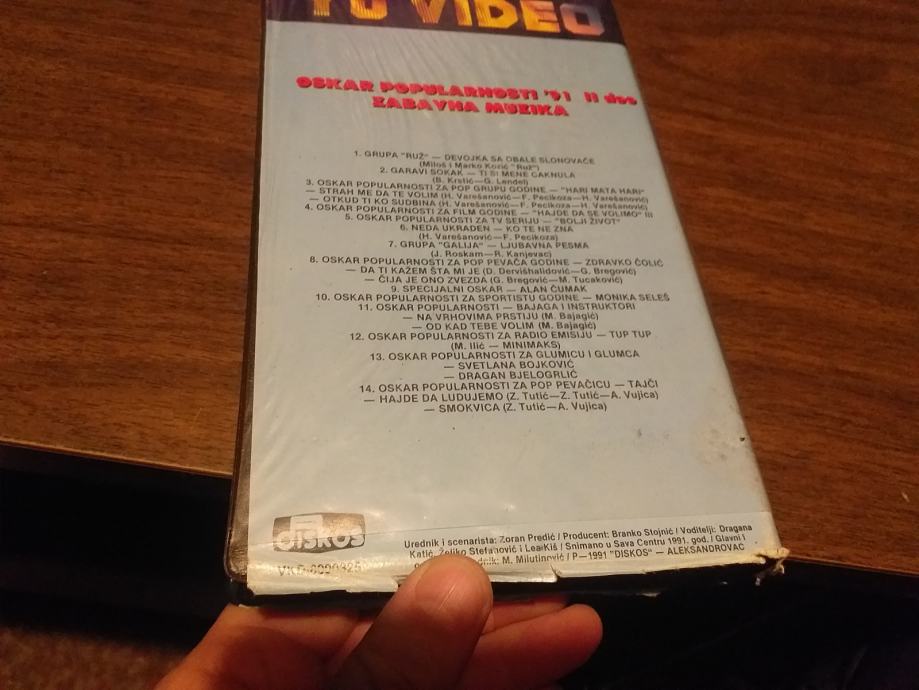 YU VIDEO
OSKAR POPULARNOSTI '91 II deo
ZABAVNA MUZIKA
1. GRUPA "RUŽ" — DEVOJKA SA OBALE SLONOVAČE
(Miloš i Marko Kozić "Ruž")
2. GARAVI SOKAK — TI SI MENE ČAKNULA
(B. Krstić—G. Lendel)
3. OSKAR POPULARNOSTI ZA POP GRUPU GODINE — "HARI MATA HARI"
— STRAH ME DA TE VOLIM (H. Varešanović—F. Pecikoza—H. Varešanović)
— OTKUD TI KO SUDBINA (H. Varešanović—F. Pecikoza—H. Varešanović)
4. OSKAR POPULARNOSTI ZA FILM GODINE — "HAJDE DA SE VOLIMO" III
5. OSKAR POPULARNOSTI ZA TV SERIJU — "BOLJI ŽIVOT"
6. NEDA UKRADEN — KO TE NE ZNA
(H. Varešanović—F. Pecikoza)
7. GRUPA "GALIJA" — LJUBAVNA PESMA
(J. Roskam—R. Kanjevac)
8. OSKAR POPULARNOSTI ZA POP PEVAČA GODINE — ZDRAVKO ČOLIĆ
— DA TI KAŽEM ŠTA MI JE (D. Dervišhalidović—G. Bregović)
— ČIJA JE ONO ZVEZDA (G. Bregović—M. Tucaković)
9. SPECIJALNI OSKAR — ALAN ČUMAK
10. OSKAR POPULARNOSTI ZA SPORTISTU GODINE — MONIKA SELEŠ
11. OSKAR POPULARNOSTI — BAJAGA I INSTRUKTORI
— NA VRHOVIMA PRSTIJU (M. Bajagić)
— OD KAD TEBE VOLIM (M. Bajagić)
12. OSKAR POPULARNOSTI ZA RADIO EMISIJU — TUP TUP
(M. Ilić — MINIMAKS)
13. OSKAR POPULARNOSTI ZA GLUMICU I GLUMCA
— SVETLANA BOJKOVIĆ
— DRAGAN BJELOGRLIĆ
14. OSKAR POPULARNOSTI ZA POP PEVAČICU — TAJČI
— HAJDE DA LUDUJEMO (Z. Tutić—Z. Tutić—A. Vujica)
— SMOKVICA (Z. Tutić—A. Vujica)
DISKOS
Urednik i scenarista: Zoran Predić / Producent: Branko Stojnić / Voditelji: Dragana
Katić, Željko Stefanović i Lea Kiš / Snimano u Sava Centru 1991. god. / Glavni i
M. Milutinović / P—1991 "DISKOS" — ALEKSANDROVAC